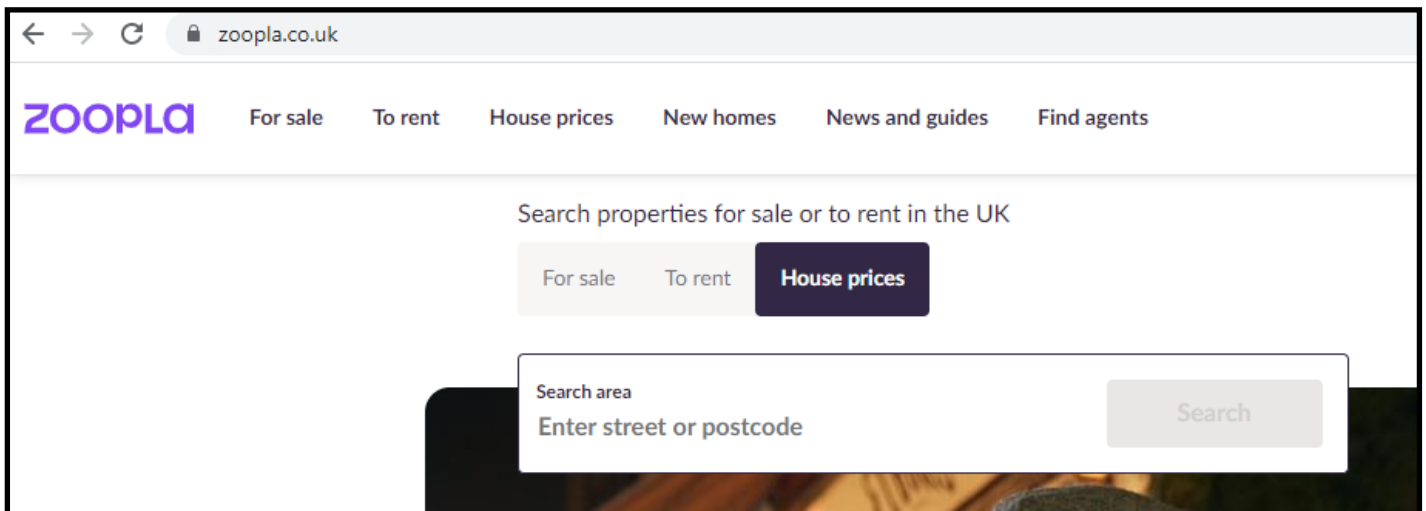 zoopla.co.uk
ZOOPLA For sale To rent House prices New homes News and guides Find agents
Search properties for sale or to rent in the UK
For sale To rent House prices
Search area
Enter street or postcode
Search